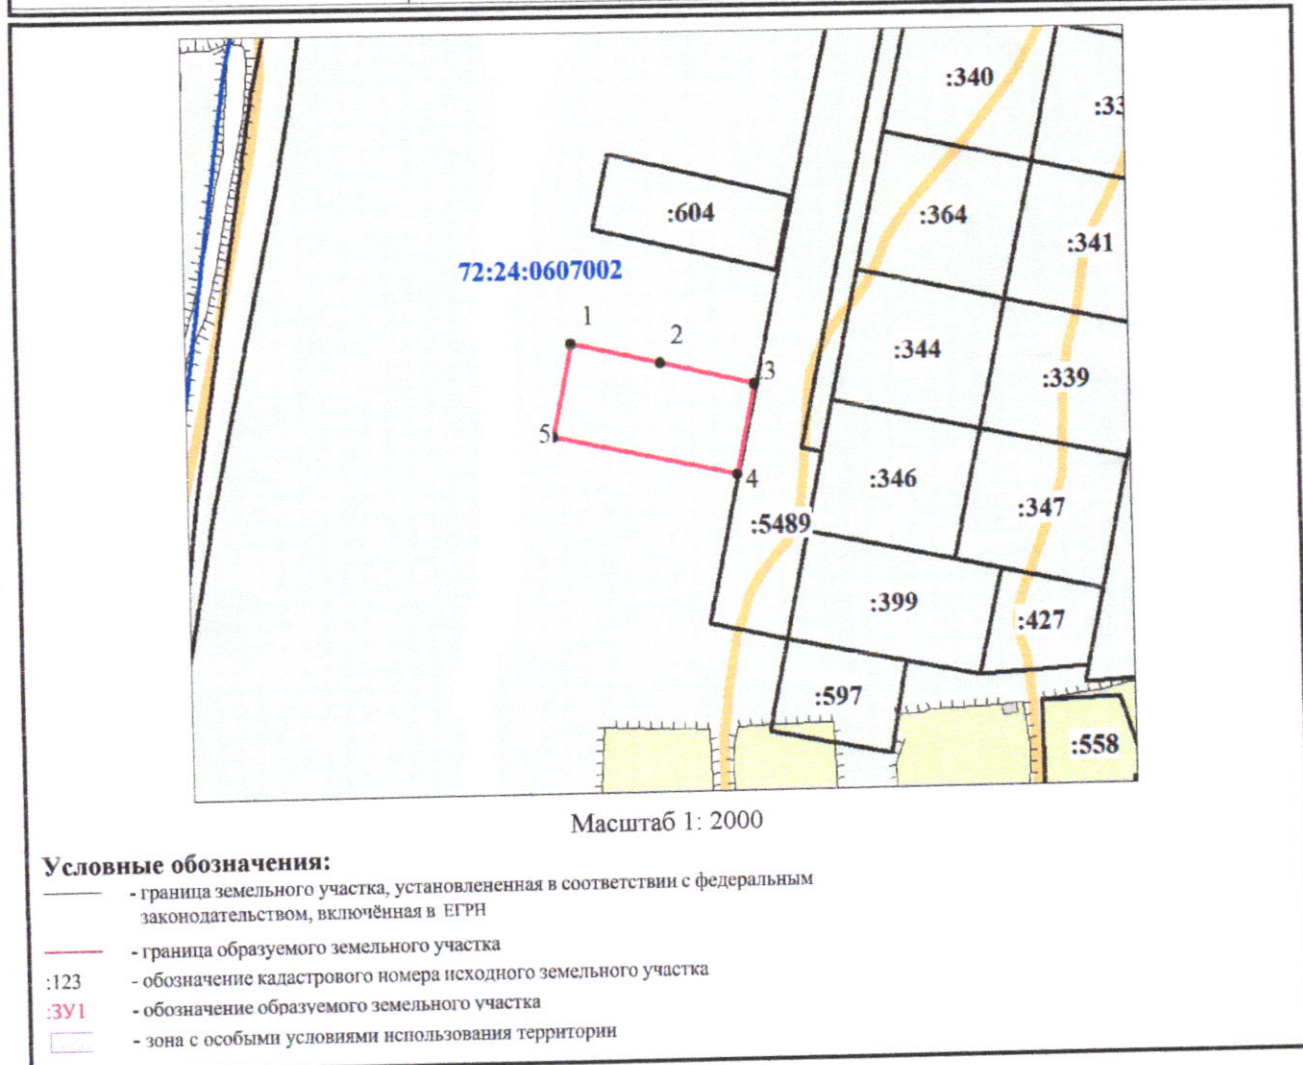 :340
:33
:604
:364
:341
72:24:0607002
1
2
3
:344
:339
5
4
:346
:347
:5489
:399
:427
:597
:558
Масштаб 1: 2000
Условные обозначения:
- граница земельного участка, установлененная в соответствии с федеральным
законодательством, включённая в ЕГРН
- граница образуемого земельного участка
:123 - обозначение кадастрового номера исходного земельного участка
:ЗУ1 - обозначение образуемого земельного участка
- зона с особыми условиями использования территории